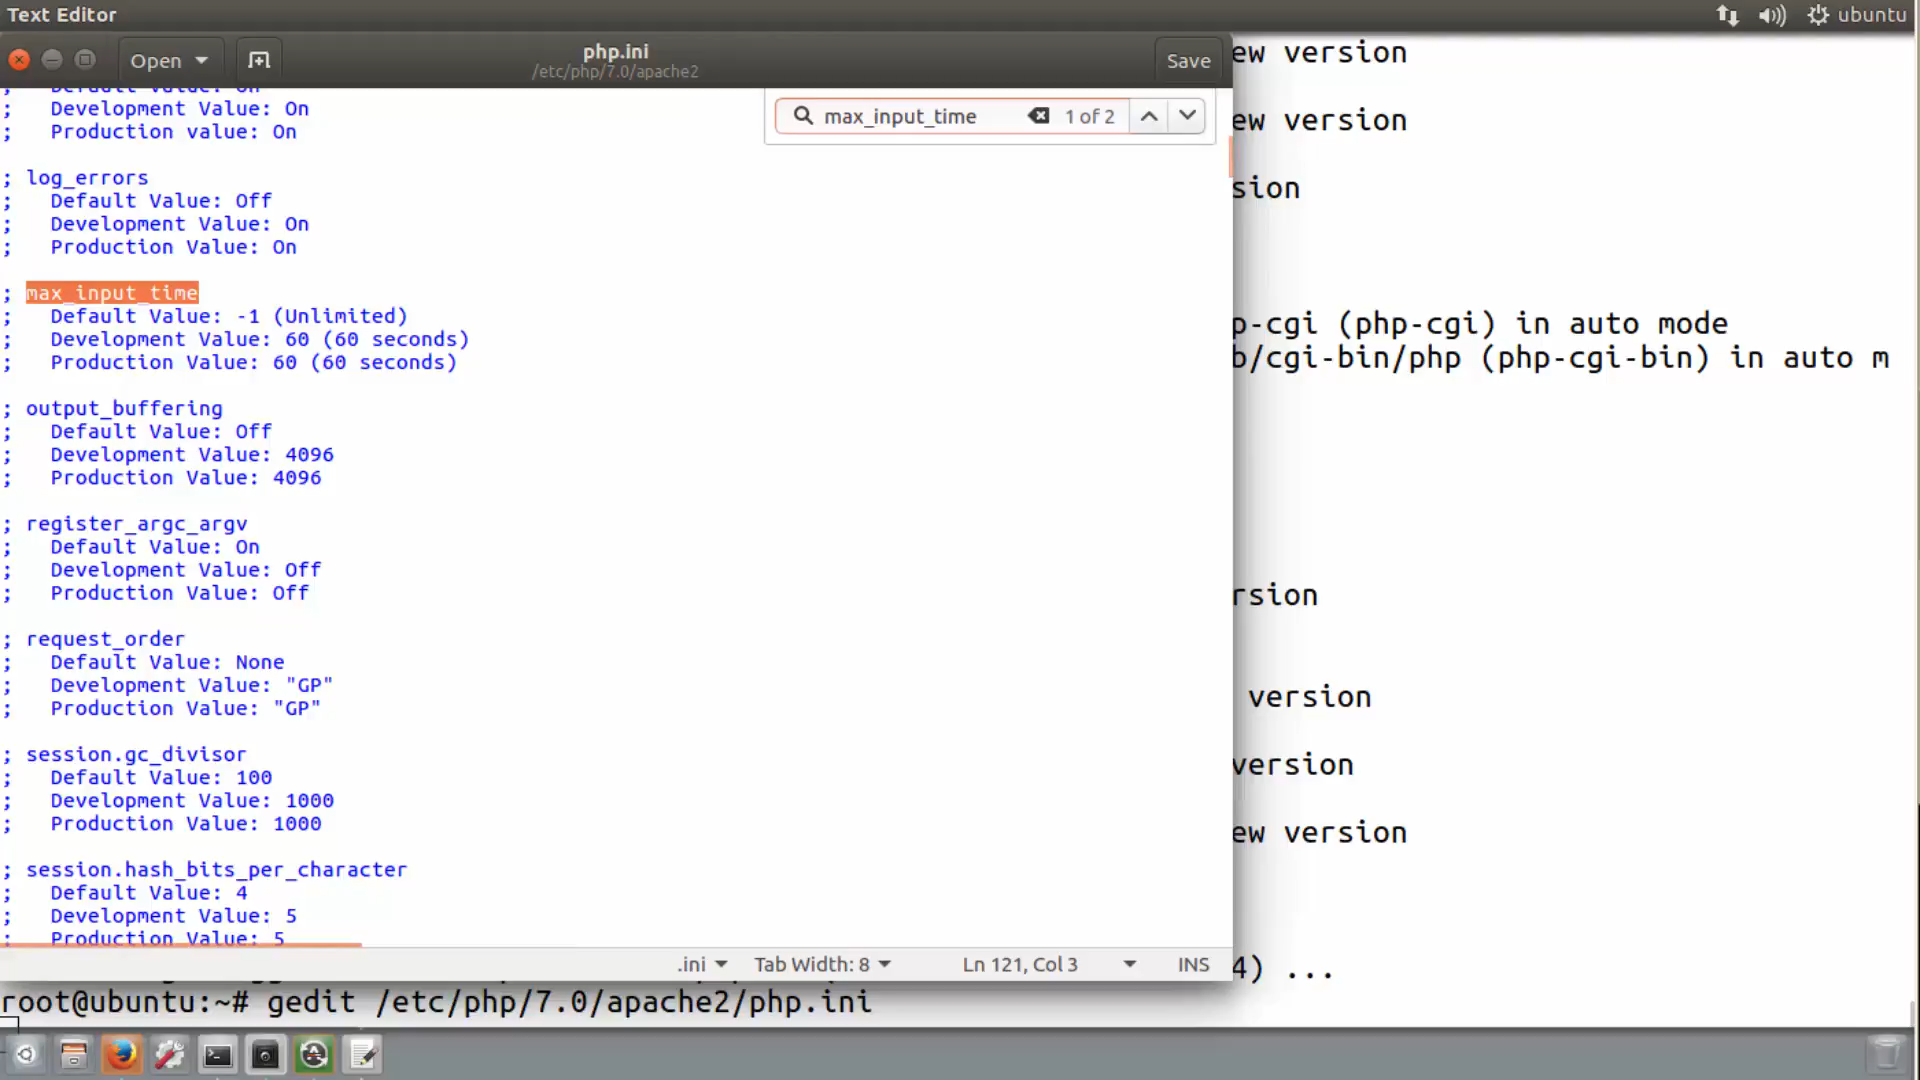 Text Editor
ubuntu
Open
php.ini
/etc/php/7.0/apache2
Save
max_input_time
1 of 2
; Development Value: On
; Production value: On
; log_errors
; Default Value: Off
; Development Value: On
; Production Value: On
; max_input_time
; Default Value: -1 (Unlimited)
; Development Value: 60 (60 seconds)
; Production Value: 60 (60 seconds)
; output_buffering
; Default Value: Off
; Development Value: 4096
; Production Value: 4096
; register_argc_argv
; Default Value: On
; Development Value: Off
; Production Value: Off
; request_order
; Default Value: None
; Development Value: "GP"
; Production Value: "GP"
; session.gc_divisor
; Default Value: 100
; Development Value: 1000
; Production Value: 1000
; session.hash_bits_per_character
; Default Value: 4
; Development Value: 5
; Production Value: 5
.ini
Tab Width: 8
Ln 121, Col 3
INS
ew version
ew version
sion
p-cgi (php-cgi) in auto mode
b/cgi-bin/php (php-cgi-bin) in auto m
rsion
version
version
ew version
4) ...
root@ubuntu:~# gedit /etc/php/7.0/apache2/php.ini